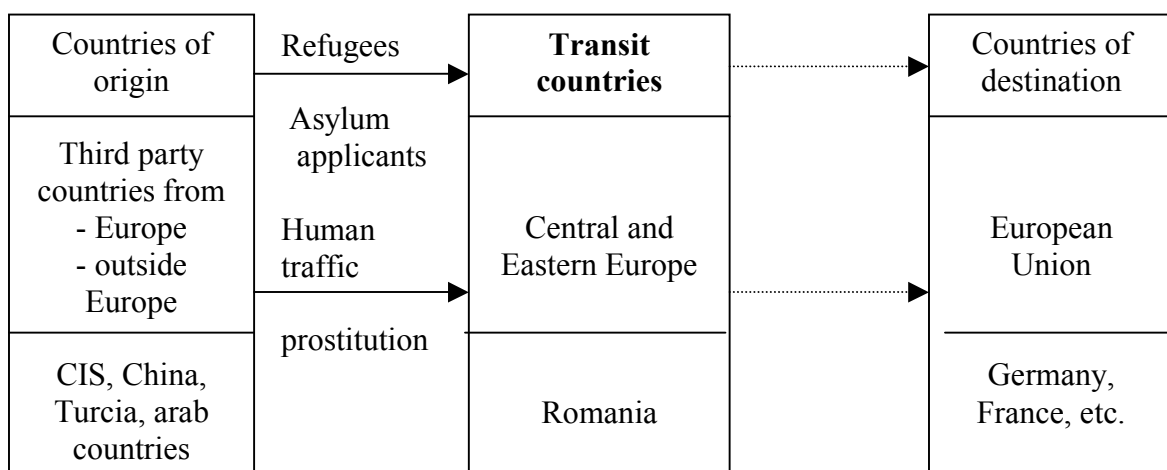 Countries of
origin
Third party
countries from
- Europe
- outside
Europe
CIS, China,
Turcia, arab
countries
Refugees
Asylum
applicants
Human
traffic
prostitution
Transit
countries
Central and
Eastern Europe
Romania
Countries of
destination
European
Union
Germany,
France, etc.